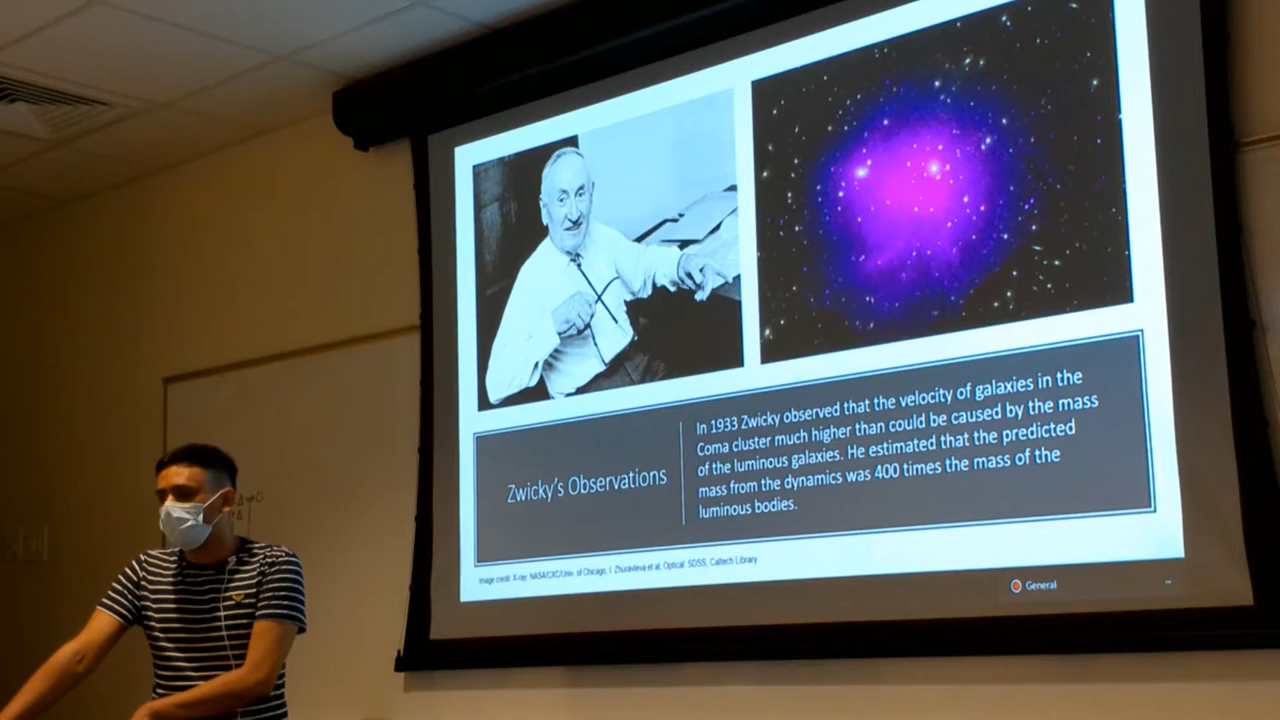 Zwicky's Observations
In 1933 Zwicky observed that the velocity of galaxies in the
Coma cluster much higher than could be caused by the mass
of the luminous galaxies. He estimated that the predicted
mass from the dynamics was 400 times the mass of the
luminous bodies.
Image credit: X-ray: NASA/CXC/Univ. of Chicago, I. Zhuravleva et al, Optical: SDSS, Caltech Library
General